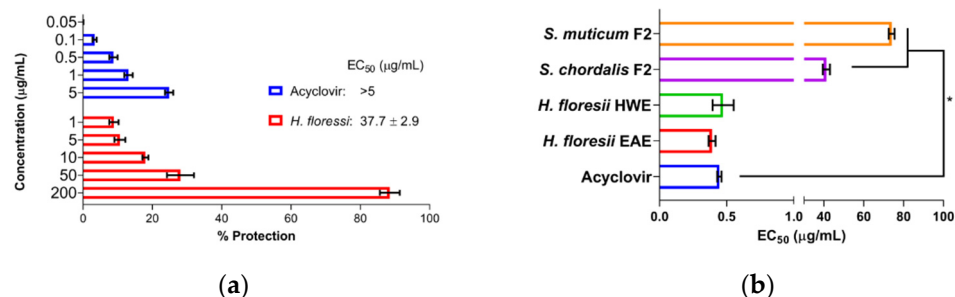 0.05
0.1
0.5
1
5
1
5
10
50
200
Concentration (µg/mL)
EC50 (µg/mL)
Acyclovir: >5
H. floressi: 37.7 ± 2.9
0 20 40 60 80 100
% Protection
(a)
S. muticum F2
S. chordalis F2
H. floresii HWE
H. floresii EAE
Acyclovir
*
0.0 0.5 1.0 40 60 80 100
EC50 (µg/mL)
(b)